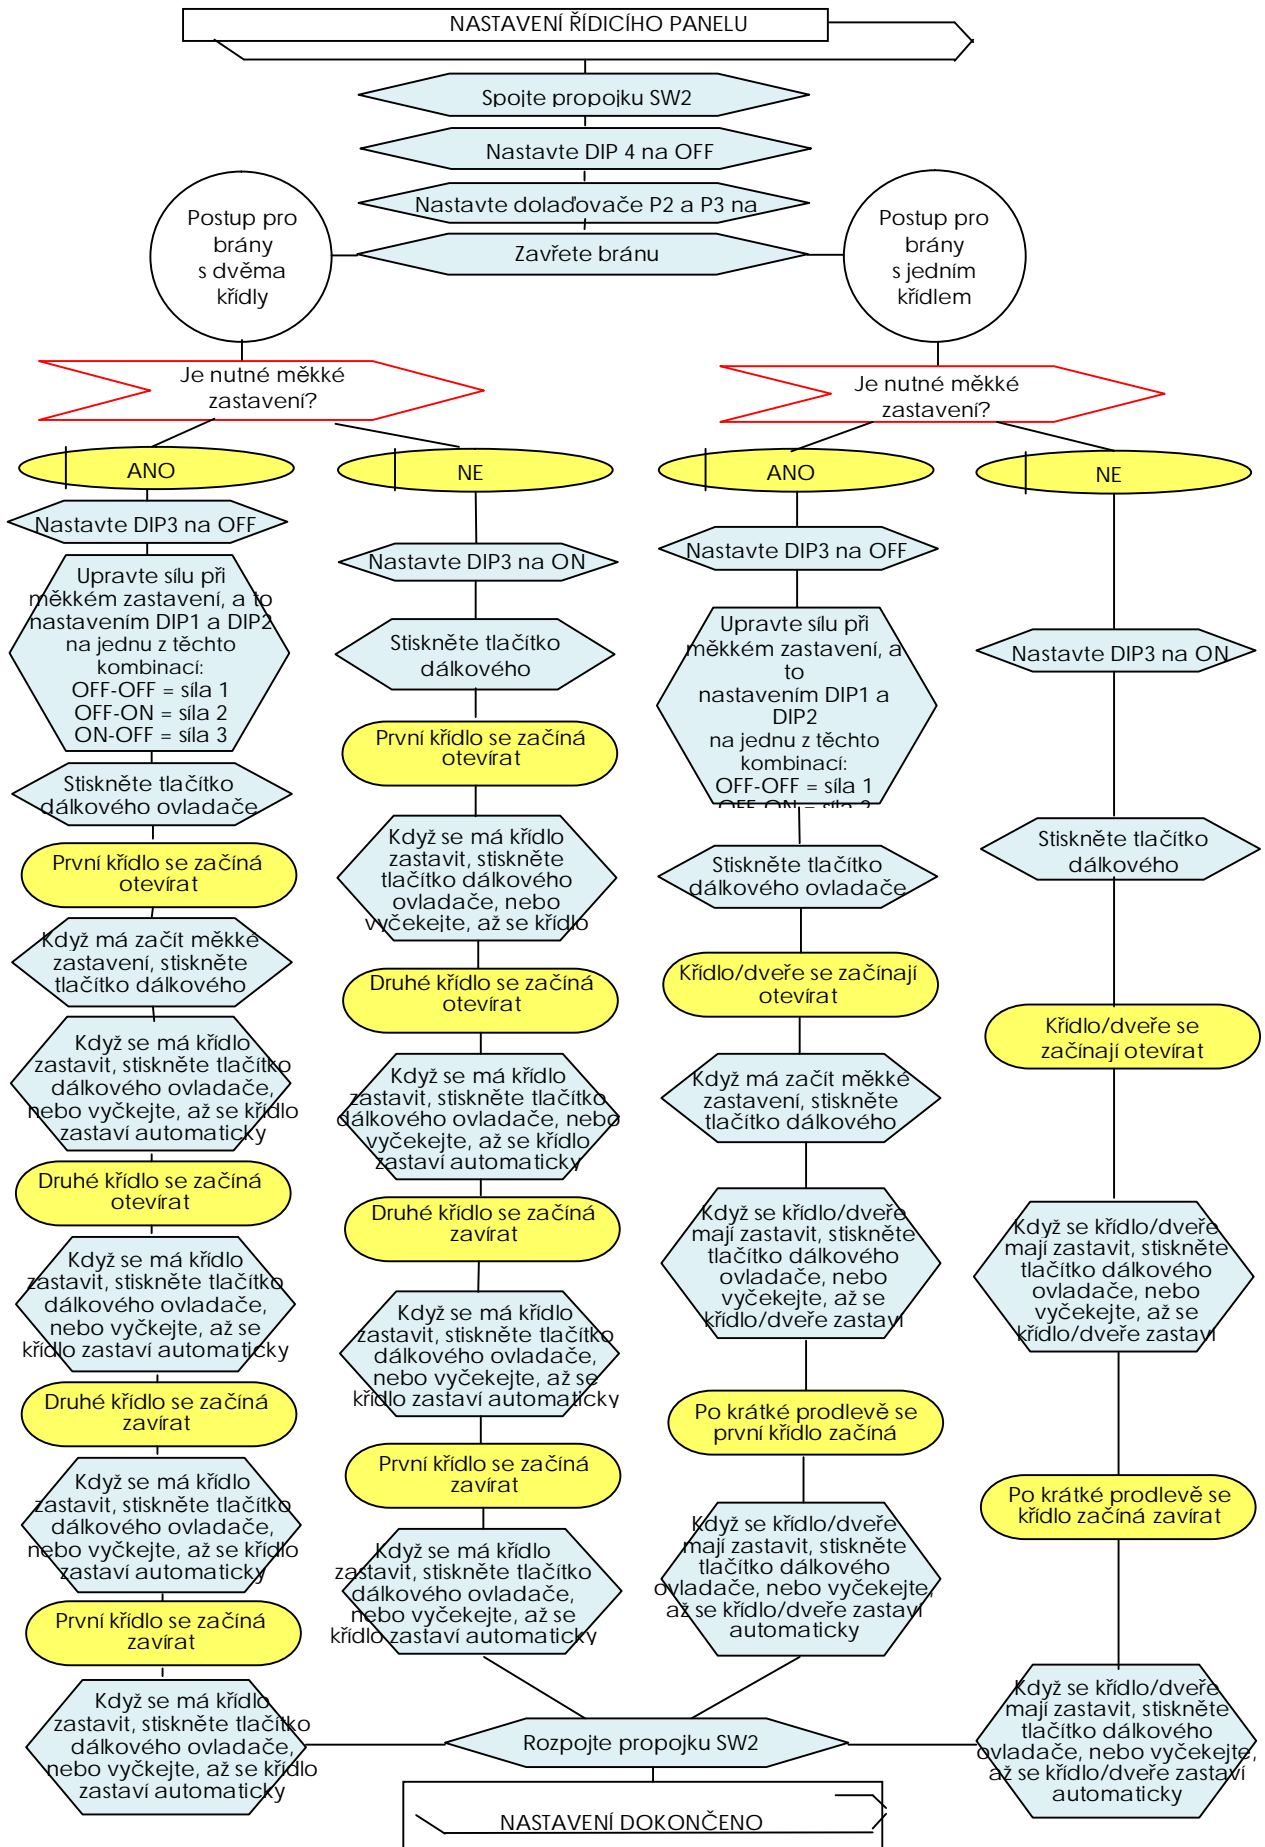 NASTAVENÍ ŘÍDICÍHO PANELU
Spojte propojku SW2
Nastavte DIP 4 na OFF
Nastavte dolaďovače P2 a P3 na
Zavřete bránu
Postup pro
brány
s dvěma
křídly
Postup pro
brány
s jedním
křídlem
Je nutné měkké
zastavení?
Je nutné měkké
zastavení?
ANO
Nastavte DIP3 na OFF
Upravte sílu při
měkkém zastavení, a to
nastavením DIP1 a DIP2
na jednu z těchto
kombinací:
OFF-OFF = síla 1
OFF-ON = síla 2
ON-OFF = síla 3
Stiskněte tlačítko
dálkového ovladače
První křídlo se začíná
otevírat
Když má začít měkké
zastavení, stiskněte
tlačítko dálkového
Když se má křídlo
zastavit, stiskněte tlačítko
dálkového ovladače,
nebo vyčkejte, až se křídlo
zastaví automaticky
Druhé křídlo se začíná
otevírat
Když se má křídlo
zastavit, stiskněte tlačítko
dálkového ovladače,
nebo vyčkejte, až se
křídlo zastaví automaticky
Druhé křídlo se začíná
zavírat
Když se má křídlo
zastavit, stiskněte tlačítko
dálkového ovladače,
nebo vyčkejte, až se křídlo
zastaví automaticky
První křídlo se začíná
zavírat
Když se má křídlo
zastavit, stiskněte tlačítko
dálkového ovladače,
nebo vyčkejte, až se křídlo
zastaví automaticky
NE
Nastavte DIP3 na ON
Stiskněte tlačítko
dálkového
První křídlo se začíná
otevírat
Když se má křídlo
zastavit, stiskněte
tlačítko dálkového
ovladače, nebo
vyčekejte, až se křídlo
Druhé křídlo se začíná
otevírat
Když se má křídlo
zastavit, stiskněte tlačítko
dálkového ovladače, nebo
vyčekejte, až se křídlo
zastaví automaticky
Druhé křídlo se začíná
zavírat
Když se má křídlo
zastavit, stiskněte tlačítko
dálkového ovladače,
nebo vyčekejte, až se
křídlo zastaví automaticky
První křídlo se začíná
zavírat
Když se má křídlo
zastavit, stiskněte tlačítko
dálkového ovladače,
nebo vyčekejte, až se
křídlo zastaví automaticky
ANO
Nastavte DIP3 na OFF
Upravte sílu při
měkkém zastavení, a
to
nastavením DIP1 a
DIP2
na jednu z těchto
kombinací:
OFF-OFF = síla 1
OFF-ON = síla 2
Stiskněte tlačítko
dálkového ovladače
Křídlo/dveře se začínají
otevírat
Když má začít měkké
zastavení, stiskněte
tlačítko dálkového
Když se křídlo/dveře
mají zastavit, stiskněte
tlačítko dálkového
ovladače, nebo
vyčekejte, až se
křídlo/dveře zastaví
Po krátké prodlevě se
první křídlo začíná
Když se křídlo/dveře
mají zastavit, stiskněte
tlačítko dálkového
ovladače, nebo vyčekejte,
až se křídlo/dveře zastaví
automaticky
NE
Nastavte DIP3 na ON
Stiskněte tlačítko
dálkového
Křídlo/dveře se
začínají otevírat
Když se křídlo/dveře
mají zastavit, stiskněte
tlačítko dálkového
ovladače, nebo
vyčekejte, až se
křídlo/dveře zastaví
Po krátké prodlevě se
křídlo začíná zavírat
Když se křídlo/dveře
mají zastavit, stiskněte
tlačítko dálkového
ovladače, nebo vyčekejte,
až se křídlo/dveře zastaví
automaticky
Rozpojte propojku SW2
NASTAVENÍ DOKONČENO